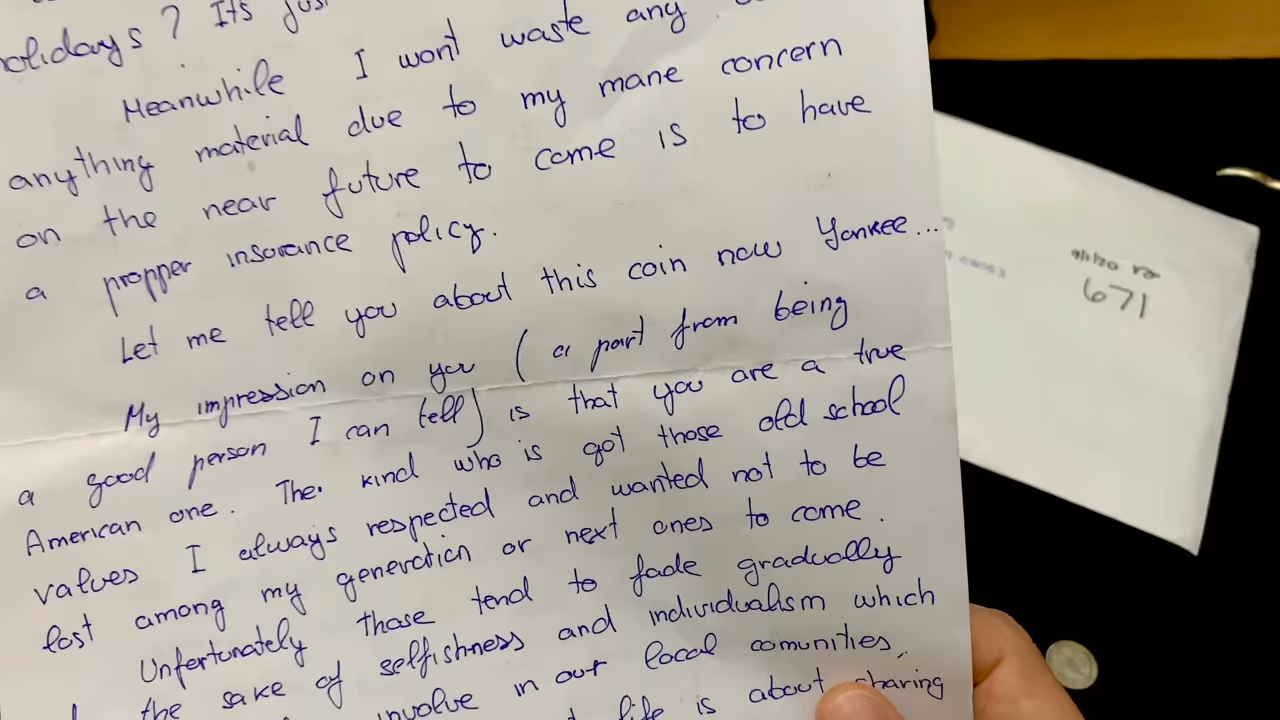 holidays? Its just
Meanwhile I wont waste any
anything material due to my mane concern
on the near future to come is to have
a propper insurance policy.
Let me tell you about this coin now Yankee...
My impression on you (a part from being
a good person I can tell) is that you are a true
American one. The kind who is got those old school
values I always respected and wanted not to be
lost among my generation or next ones to come.
Unfortunately those tend to fade gradually
the sake of selfishness and individualism which
involve in our local comunities.
life is about sharing
671